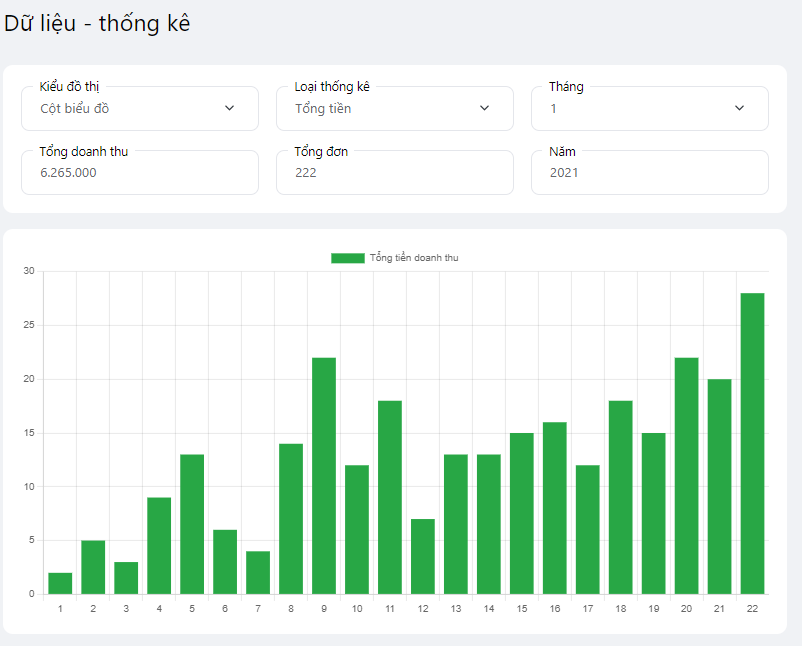 Dữ liệu - thống kê
Kiểu đồ thị
Loại thống kê
Tháng
Cột biểu đồ
Tổng tiền
1
Tổng doanh thu
Tổng đơn
Năm
6.265.000
222
2021
Tổng tiền doanh thu
30
25
20
15
10
5
0
1 2 3 4 5 6 7 8 9 10 11 12 13 14 15 16 17 18 19 20 21 22